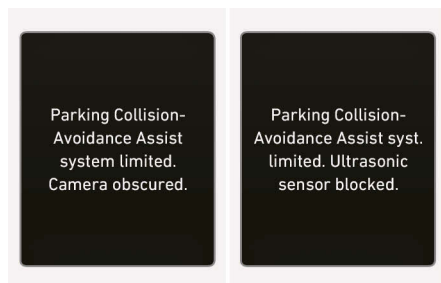 Parking Collision-
Avoidance Assist
system limited.
Camera obscured.
Parking Collision-
Avoidance Assist syst.
limited. Ultrasonic
sensor blocked.